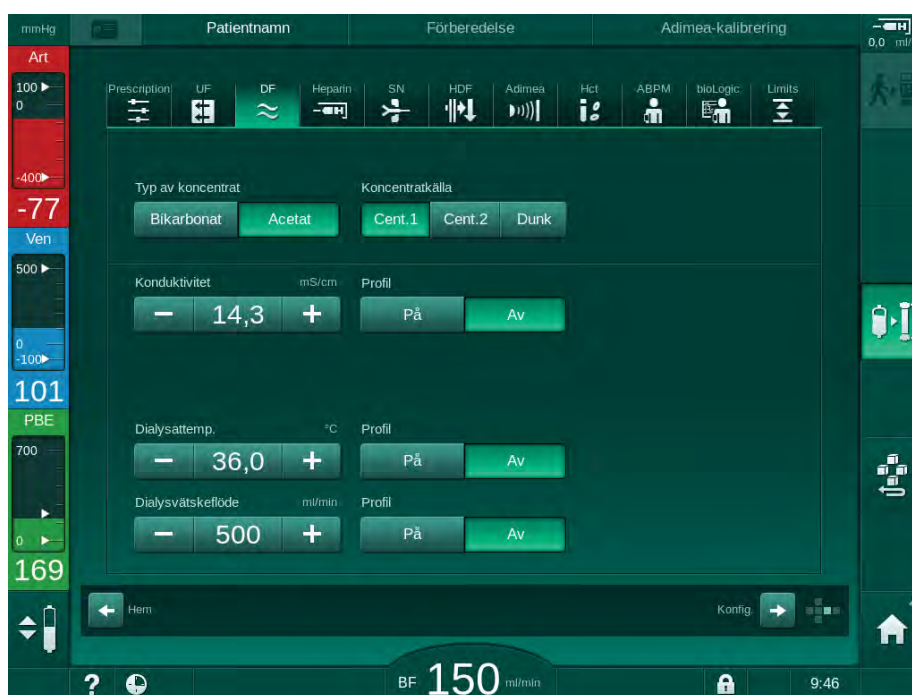 mmHg Patientnamn Förberedelse Adimea-kalibrering
0,0 ml/
Art
100
0
-400
-77
Ven
500
0
-100
101
PBE
700
0
169
Prescription UF DF Heparin SN HDF Adimea Hct ABPM bioLogic Limits
Typ av koncentrat Koncentratkälla
Bikarbonat Acetat Cent.1 Cent.2 Dunk
Konduktivitet mS/cm Profil
− 14,3 + På Av
Dialysattemp. °C Profil
− 36,0 + På Av
Dialysvätskeflöde ml/min Profil
− 500 + På Av
Hem Konfig.
? BF 150 ml/min 9:46